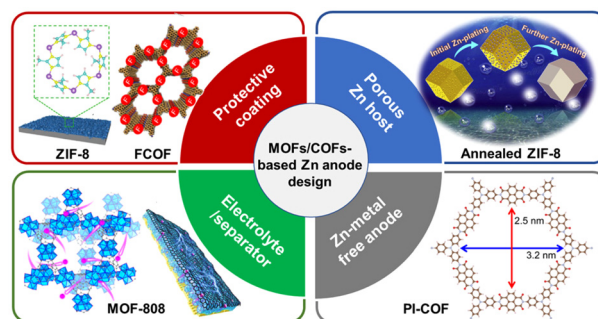 ZIF-8
FCOF
Protective
coating
Porous
Zn host
Initial Zn-plating
Further
Zn-plating
Annealed ZIF-8
MOFs/COFs-
based Zn anode
design
MOF-808
Electrolyte
/separator
Zn-metal
free anode
2.5 nm
3.2 nm
PI-COF